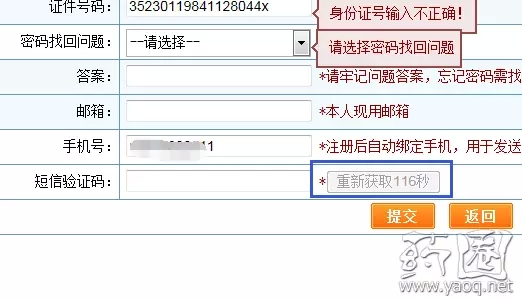 证件号码： 35230119841128044x 身份证号输入不正确！
密码找回问题： --请选择-- 请选择密码找回问题
答案： *请牢记问题答案，忘记密码需找
邮箱： *本人现用邮箱
手机号： 11 *注册后自动绑定手机，用于发送
短信验证码： * 重新获取116秒
提交 返回
药圈
www.yaoq.net